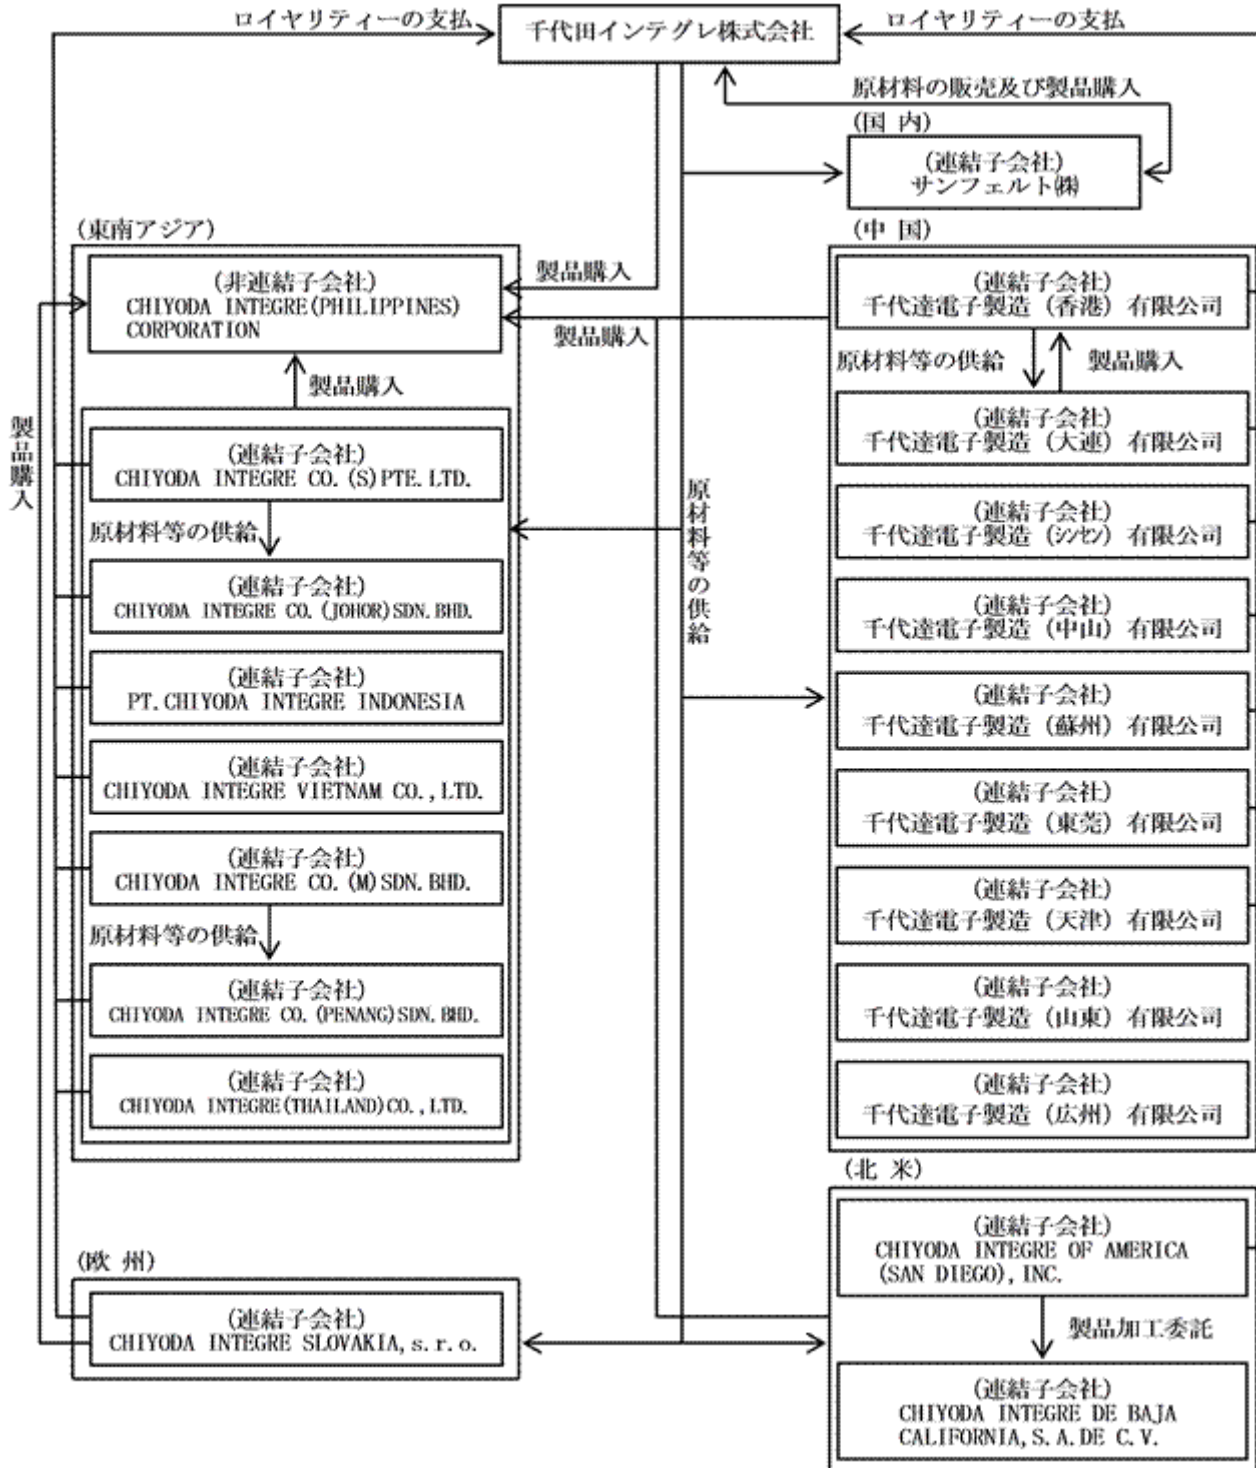 ロイヤリティーの支払
千代田インテグレ株式会社
ロイヤリティーの支払
原材料の販売及び製品購入
(国 内)
(連結子会社)
サンフェルト㈱
(東南アジア)
(中 国)
(非連結子会社)
CHIYODA INTEGRE(PHILIPPINES)
CORPORATION
製品購入
(連結子会社)
千代達電子製造（香港）有限公司
製品購入
原材料等の供給
製品購入
製品購入
(連結子会社)
千代達電子製造（大連）有限公司
製品購入
(連結子会社)
CHIYODA INTEGRE CO.(S)PTE.LTD.
原材料等の供給
原材料等の供給
(連結子会社)
千代達電子製造（シンセン）有限公司
(連結子会社)
CHIYODA INTEGRE CO.(JOHOR)SDN.BHD.
(連結子会社)
千代達電子製造（中山）有限公司
(連結子会社)
PT.CHIYODA INTEGRE INDONESIA
(連結子会社)
千代達電子製造（蘇州）有限公司
(連結子会社)
CHIYODA INTEGRE VIETNAM CO.,LTD.
(連結子会社)
千代達電子製造（東莞）有限公司
(連結子会社)
CHIYODA INTEGRE CO.(M)SDN.BHD.
(連結子会社)
千代達電子製造（天津）有限公司
原材料等の供給
(連結子会社)
CHIYODA INTEGRE CO.(PENANG)SDN.BHD.
(連結子会社)
千代達電子製造（山東）有限公司
(連結子会社)
CHIYODA INTEGRE(THAILAND)CO.,LTD.
(連結子会社)
千代達電子製造（広州）有限公司
(北 米)
(連結子会社)
CHIYODA INTEGRE OF AMERICA
(SAN DIEGO),INC.
(欧 州)
(連結子会社)
CHIYODA INTEGRE SLOVAKIA,s.r.o.
製品加工委託
(連結子会社)
CHIYODA INTEGRE DE BAJA
CALIFORNIA,S.A.DE C.V.